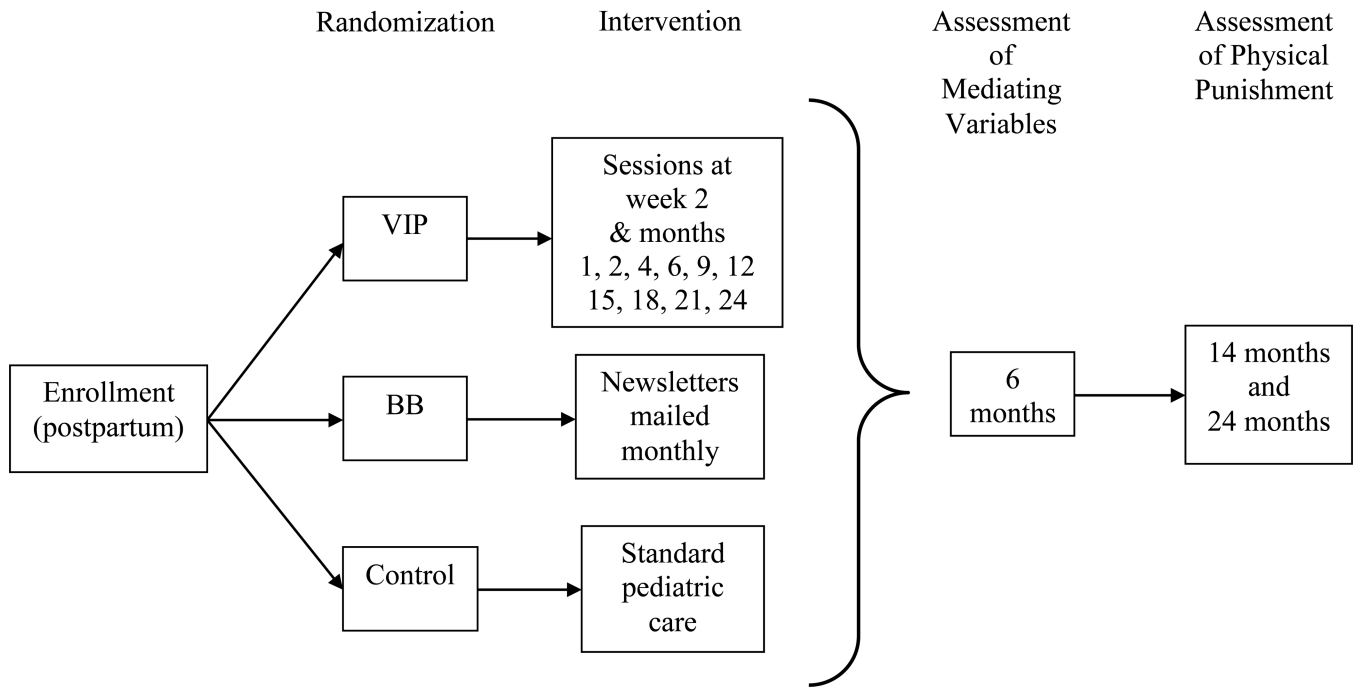 Randomization
Intervention
Assessment
of
Mediating
Variables
Assessment
of Physical
Punishment
Enrollment
(postpartum)
VIP
Sessions at
week 2
& months
1, 2, 4, 6, 9, 12
15, 18, 21, 24
BB
Newsletters
mailed
monthly
Control
Standard
pediatric
care
6
months
14 months
and
24 months